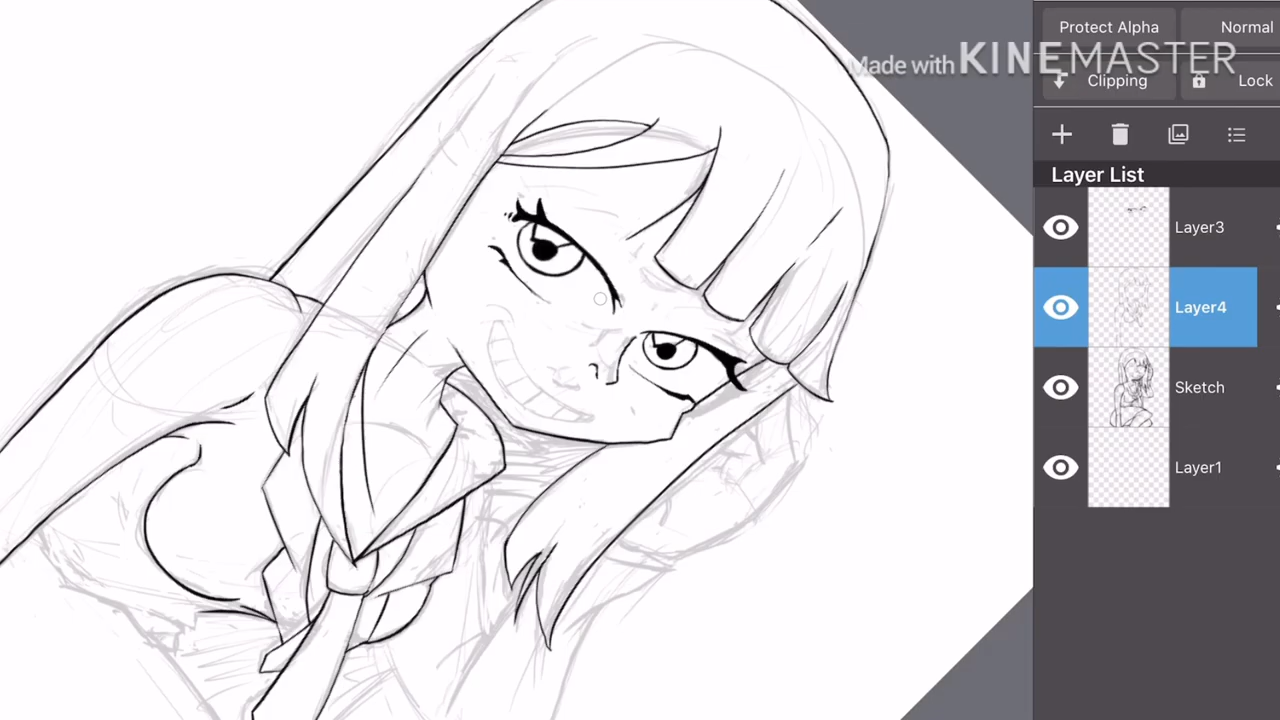 Protect Alpha
Normal
Made with KINEMASTER
Clipping
Lock
Layer List
Layer3
Layer4
Sketch
Layer1